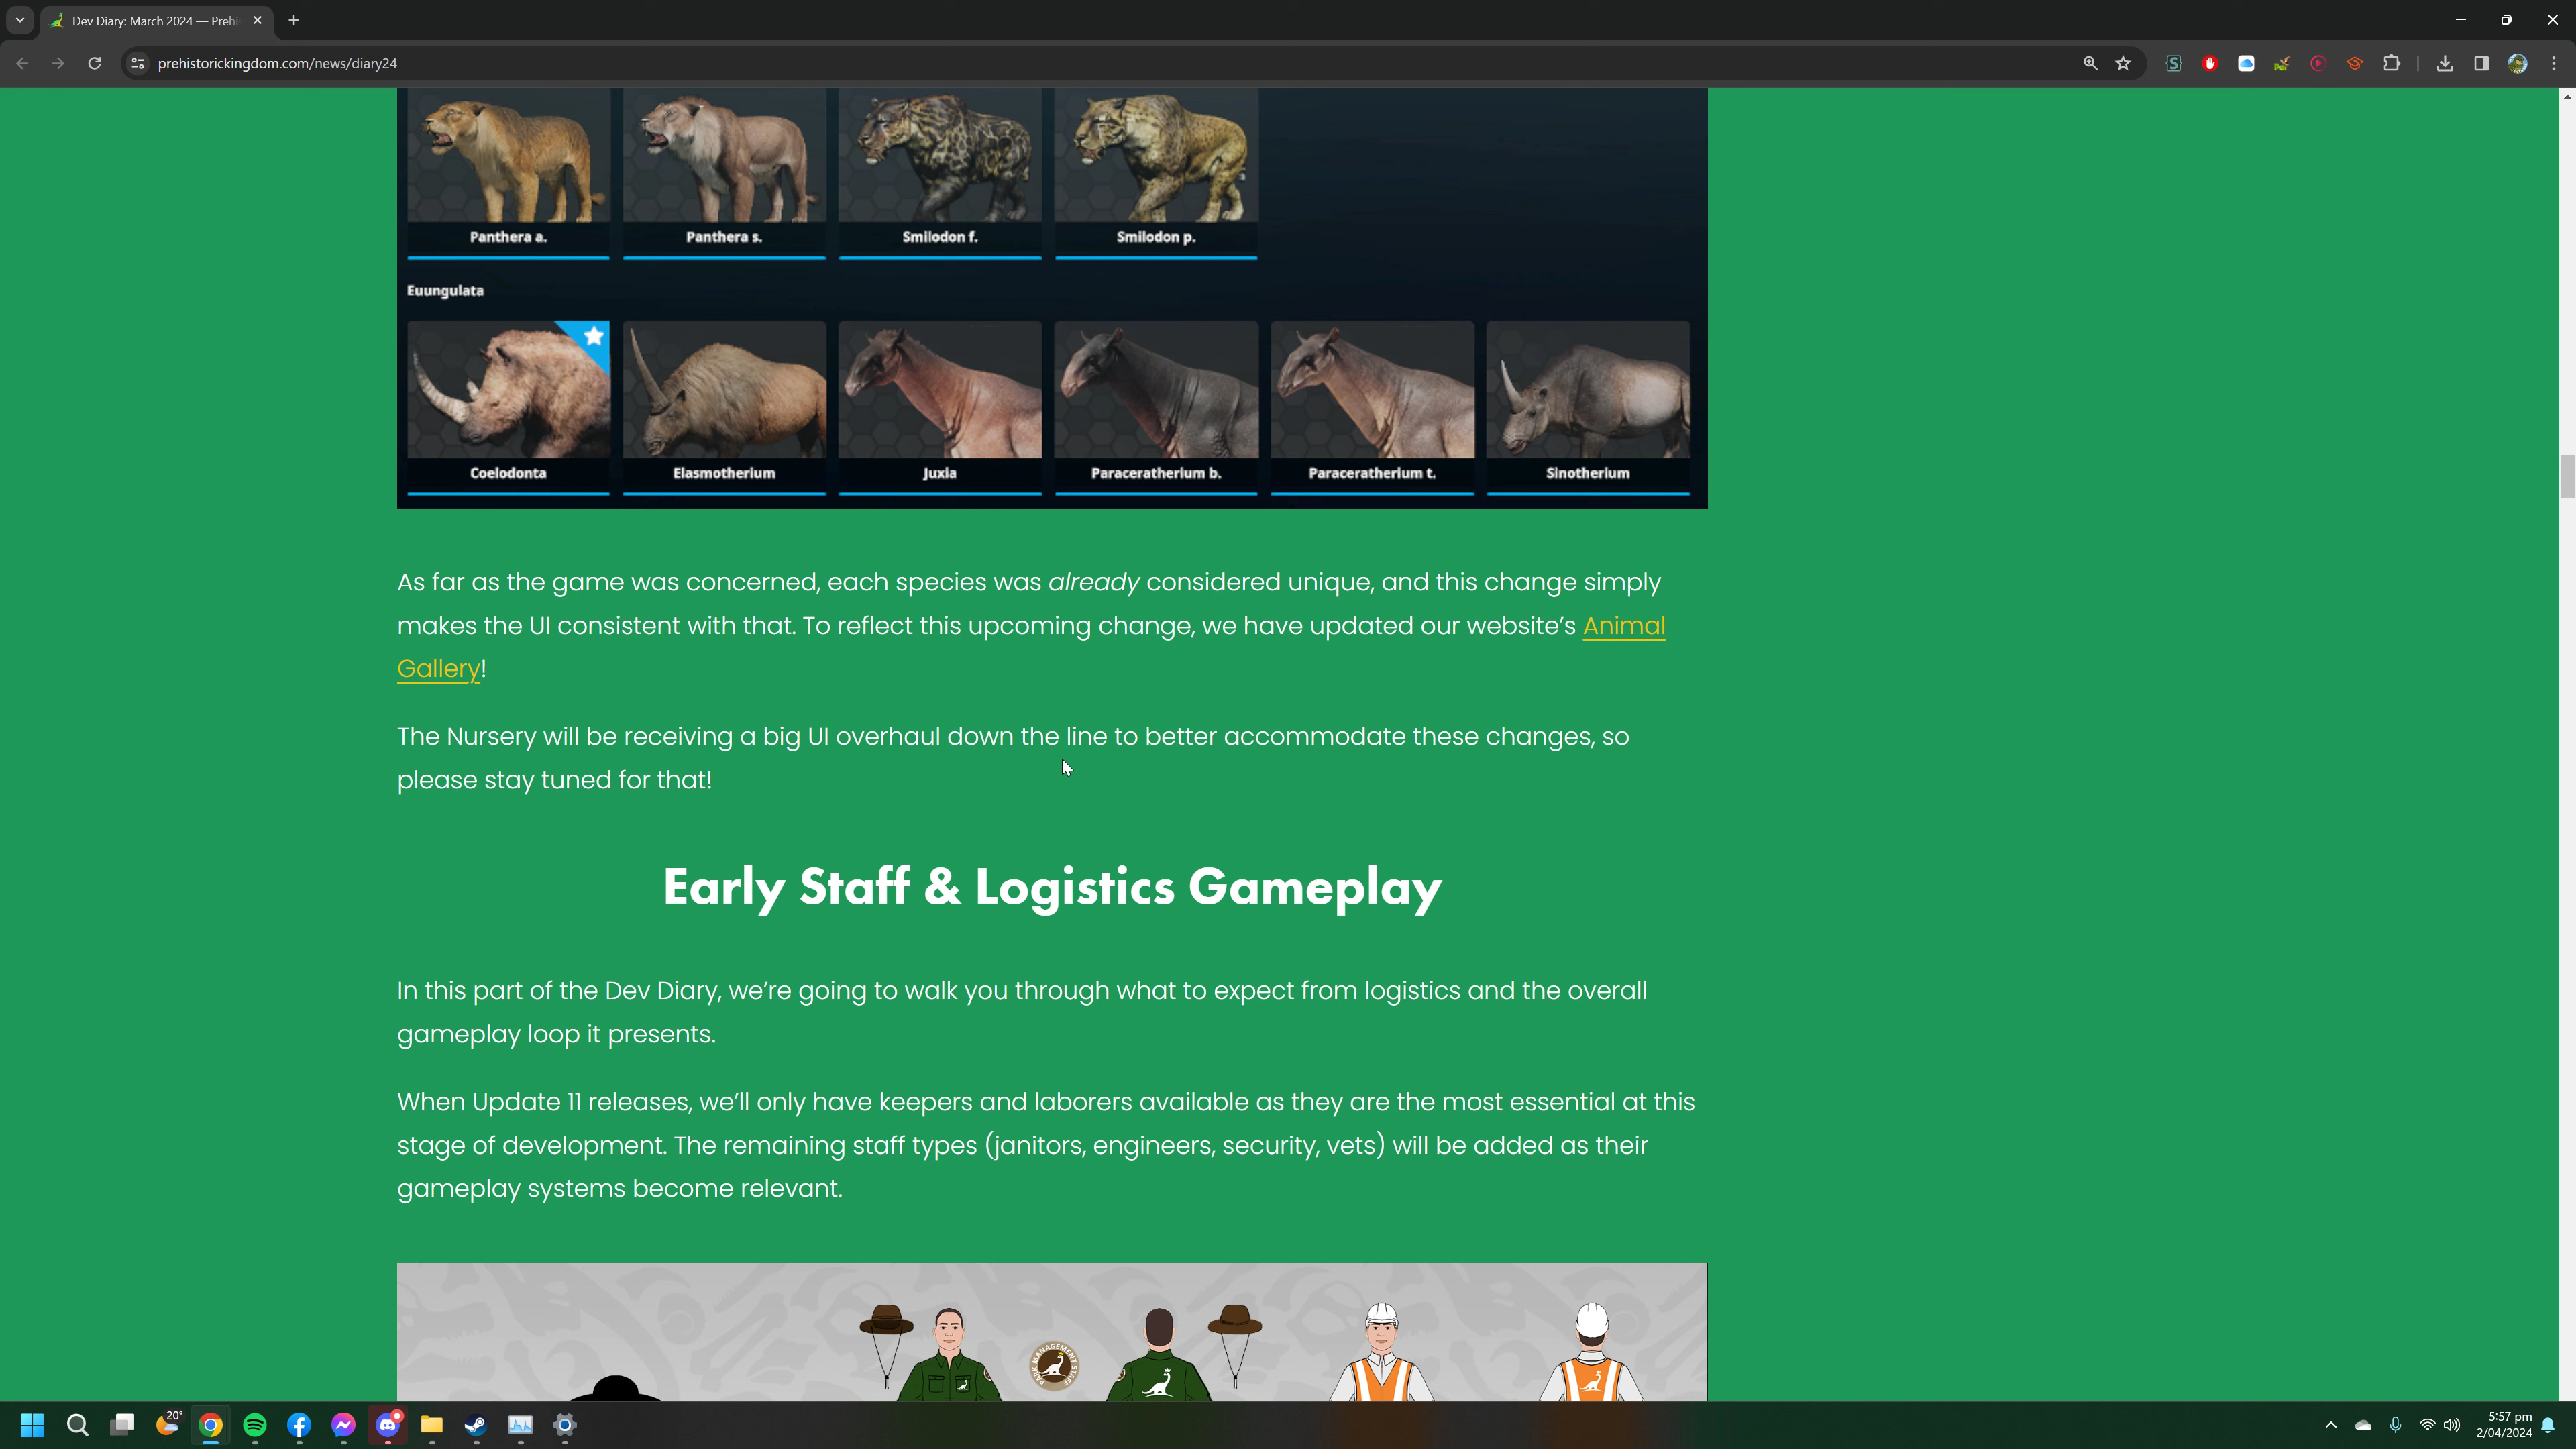 Dev Diary: March 2024 — Prehi
prehistorickingdom.com/news/diary24
Panthera a.
Panthera s.
Smilodon f.
Smilodon p.
Euungulata
Coelodonta
Elasmotherium
Juxia
Paraceratherium b.
Paraceratherium t.
Sinotherium
As far as the game was concerned, each species was already considered unique, and this change simply
makes the UI consistent with that. To reflect this upcoming change, we have updated our website's Animal
Gallery!
The Nursery will be receiving a big UI overhaul down the line to better accommodate these changes, so
please stay tuned for that!
Early Staff & Logistics Gameplay
In this part of the Dev Diary, we're going to walk you through what to expect from logistics and the overall
gameplay loop it presents.
When Update 11 releases, we'll only have keepers and laborers available as they are the most essential at this
stage of development. The remaining staff types (janitors, engineers, security, vets) will be added as their
gameplay systems become relevant.
PARK MANAGEMENT STAFF
20°
5:57 pm
2/04/2024